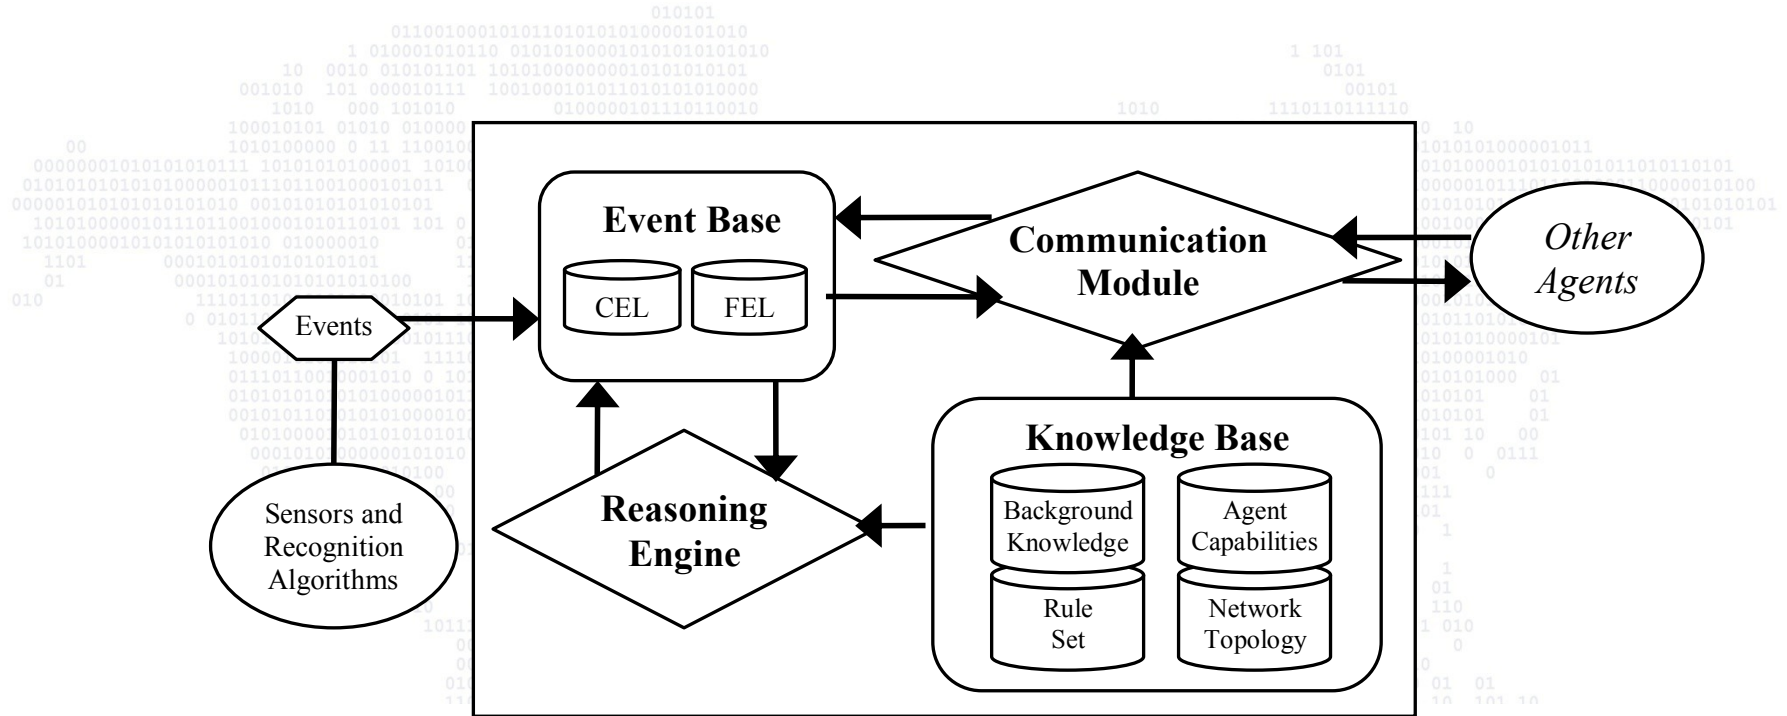 Event Base
CEL
FEL
Communication
Module
Other
Agents
Events
Sensors and
Recognition
Algorithms
Reasoning
Engine
Knowledge Base
Background
Knowledge
Agent
Capabilities
Rule
Set
Network
Topology